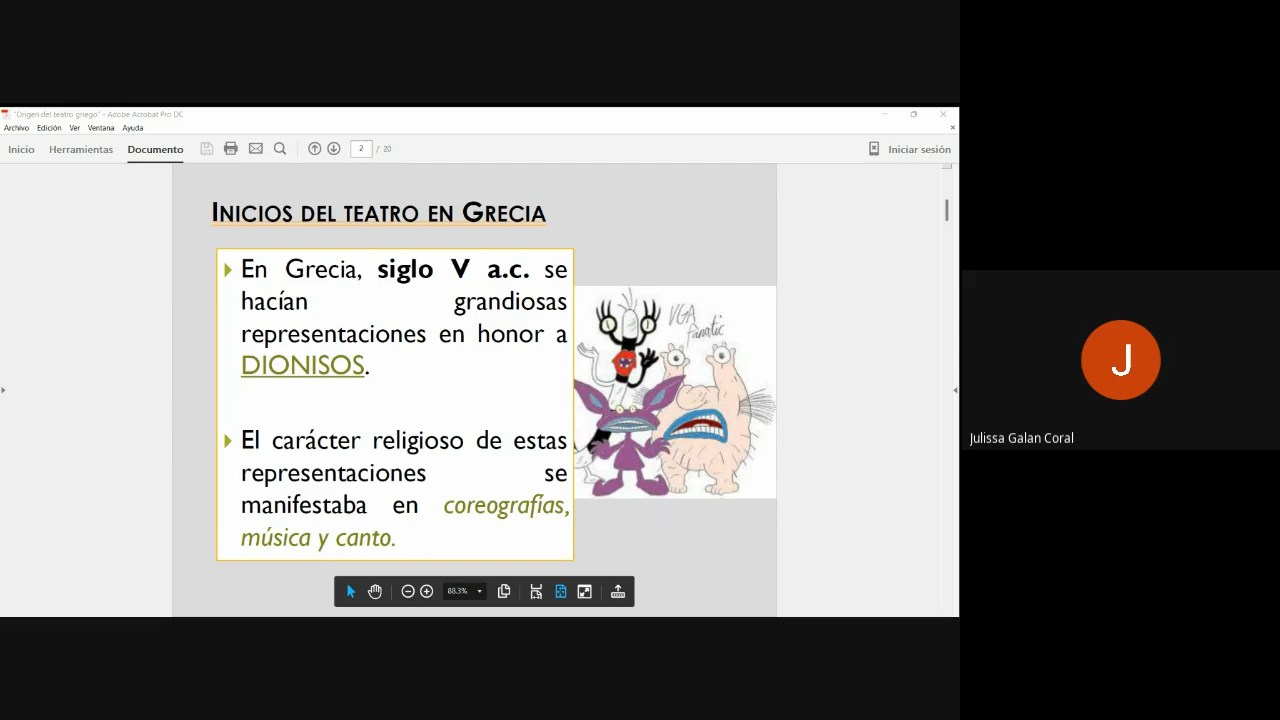 "Origen del teatro griego" - Adobe Acrobat Pro DC
Archivo Edición Ver Ventana Ayuda
Inicio Herramientas Documento 2 / 20 Iniciar sesión
INICIOS DEL TEATRO EN GRECIA
En Grecia, siglo V a.c. se
hacían grandiosas
representaciones en honor a
DIONISOS.
El carácter religioso de estas
representaciones se
manifestaba en coreografías,
música y canto.
VGA
Fanatic
88.3%
J
Julissa Galan Coral